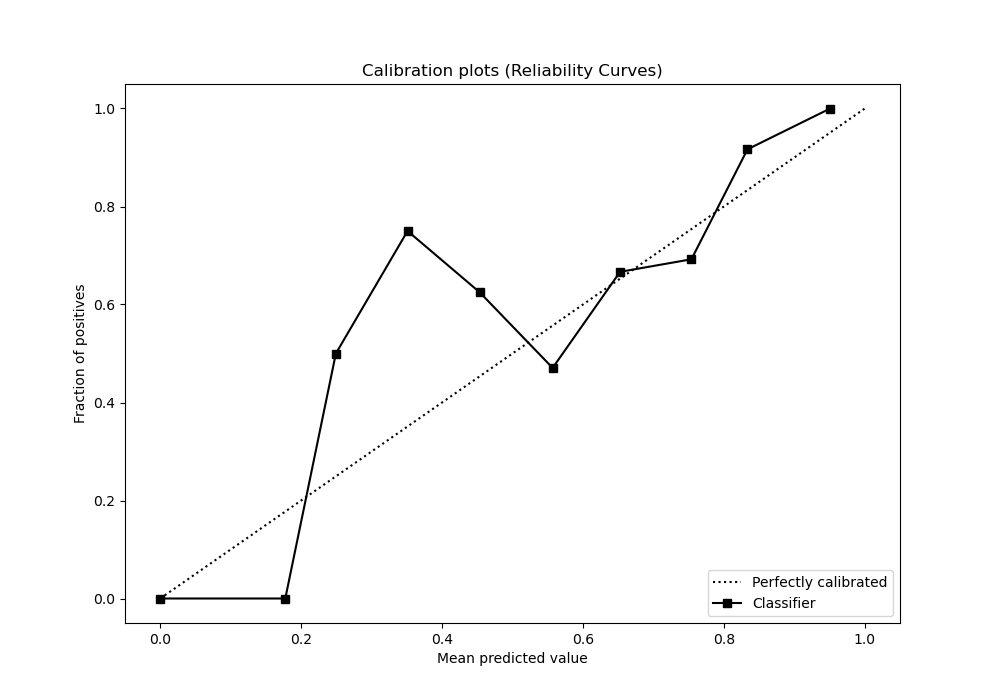 Calibration plots (Reliability Curves)
Fraction of positives
1.0
0.8
0.6
0.4
0.2
0.0
0.0 0.2 0.4 0.6 0.8 1.0
Mean predicted value
Perfectly calibrated
Classifier